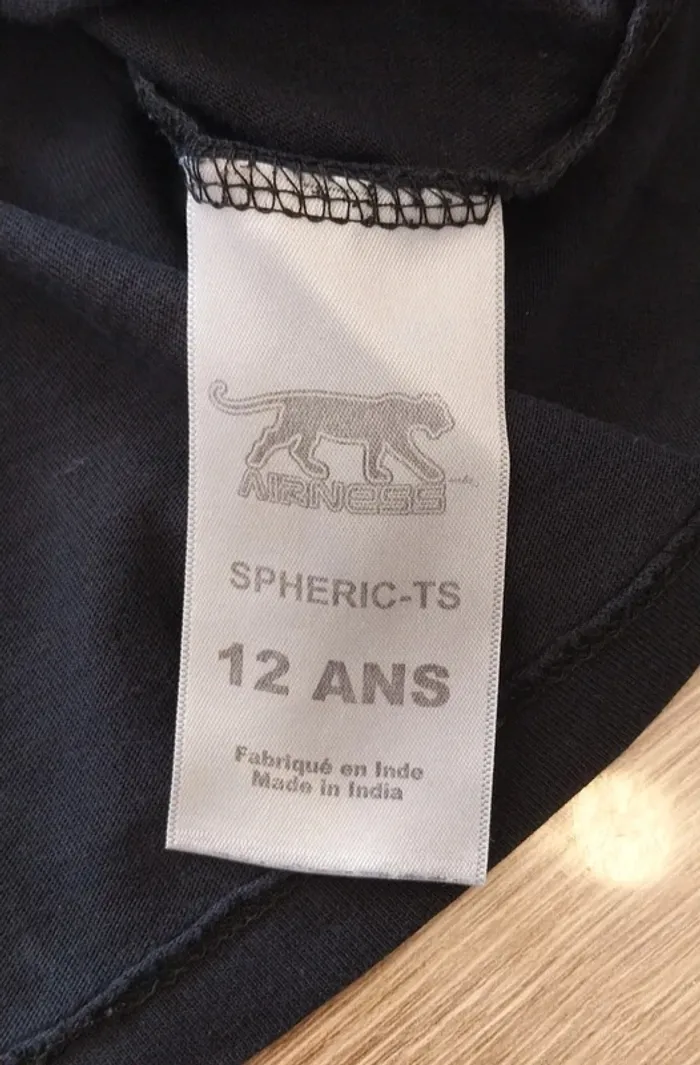 AIRNESS
SPHERIC-TS
12 ANS
Fabriqué en Inde
Made in India